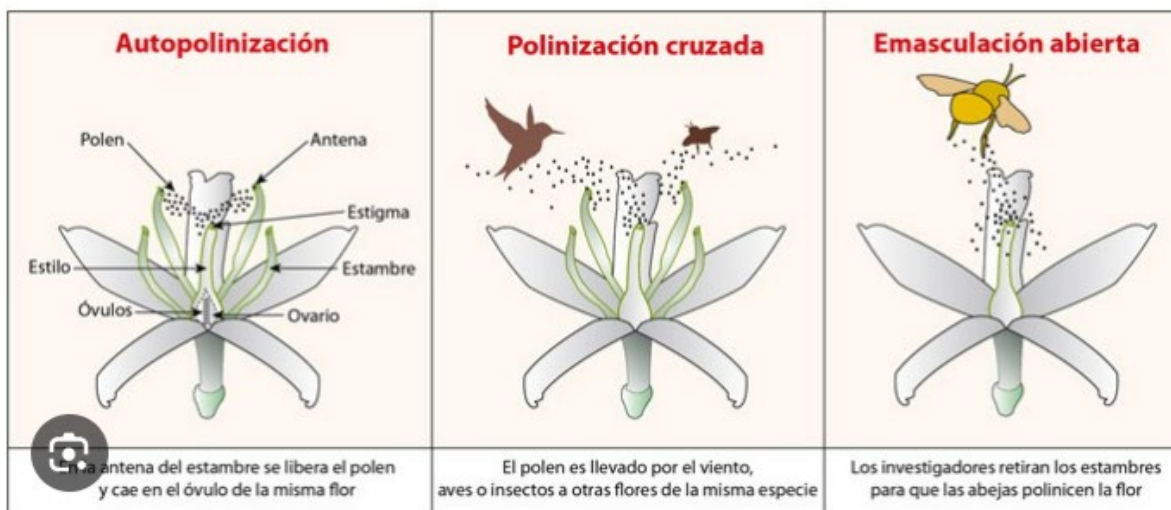 Autopolinización
Polen
Antena
Estigma
Estilo
Estambre
Óvulos
Ovario
la antena del estambre se libera el polen
y cae en el óvulo de la misma flor
Polinización cruzada
El polen es llevado por el viento,
aves o insectos a otras flores de la misma especie
Emasculación abierta
Los investigadores retiran los estambres
para que las abejas polinicen la flor